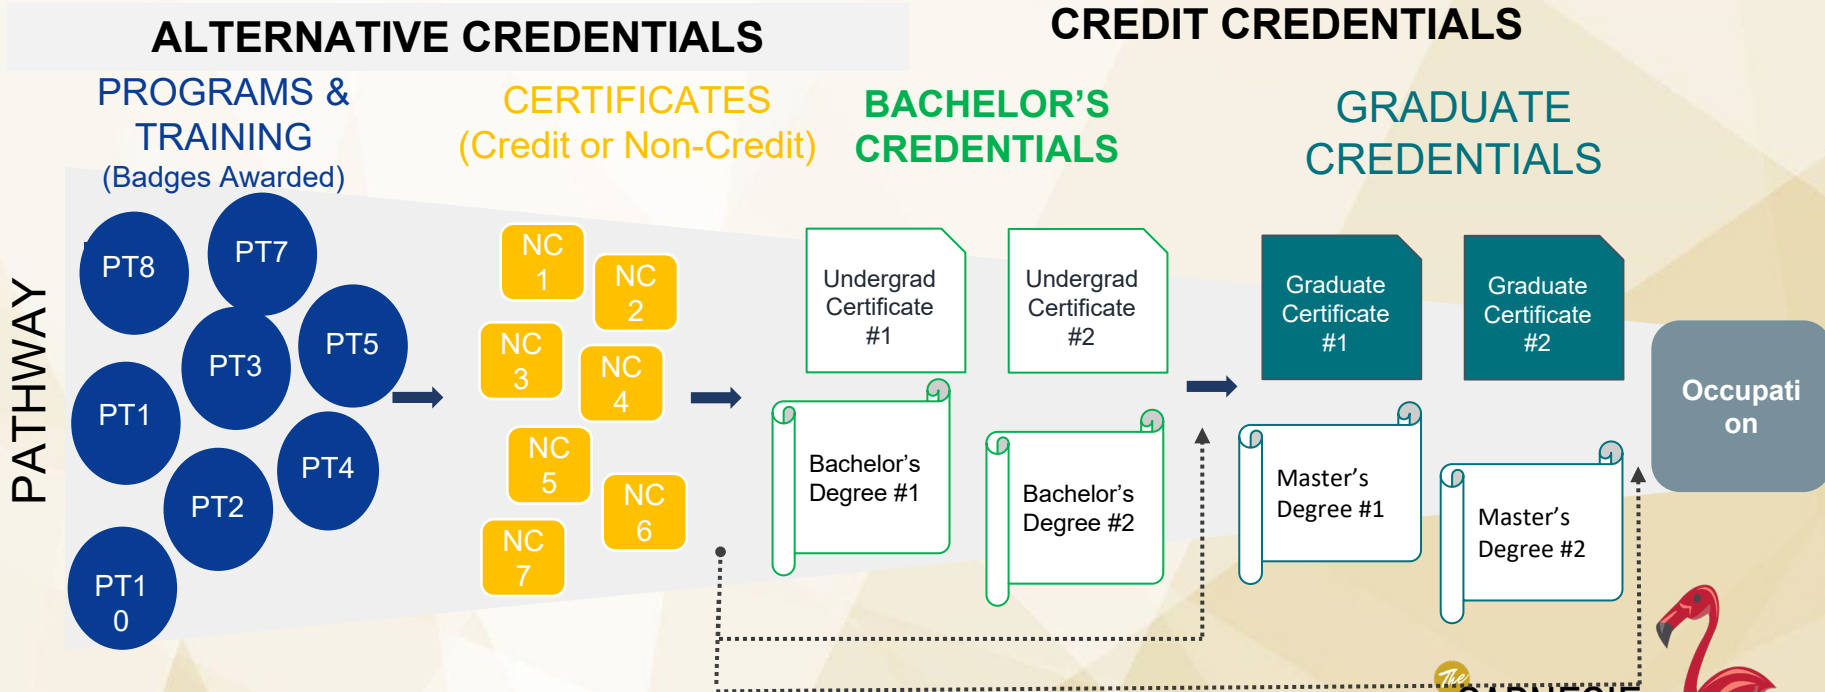 ALTERNATIVE CREDENTIALS
CREDIT CREDENTIALS
PROGRAMS &
TRAINING
(Badges Awarded)
CERTIFICATES
(Credit or Non-Credit)
BACHELOR'S
CREDENTIALS
GRADUATE
CREDENTIALS
PATHWAY
PT8
PT7
PT3
PT5
PT1
PT4
PT2
PT1
0
NC
1
NC
2
NC
3
NC
4
NC
5
NC
6
NC
7
Undergrad
Certificate
#1
Undergrad
Certificate
#2
Bachelor's
Degree #1
Bachelor's
Degree #2
Graduate
Certificate
#1
Graduate
Certificate
#2
Master's
Degree #1
Master's
Degree #2
Occupati
on
The
CARNEGIE